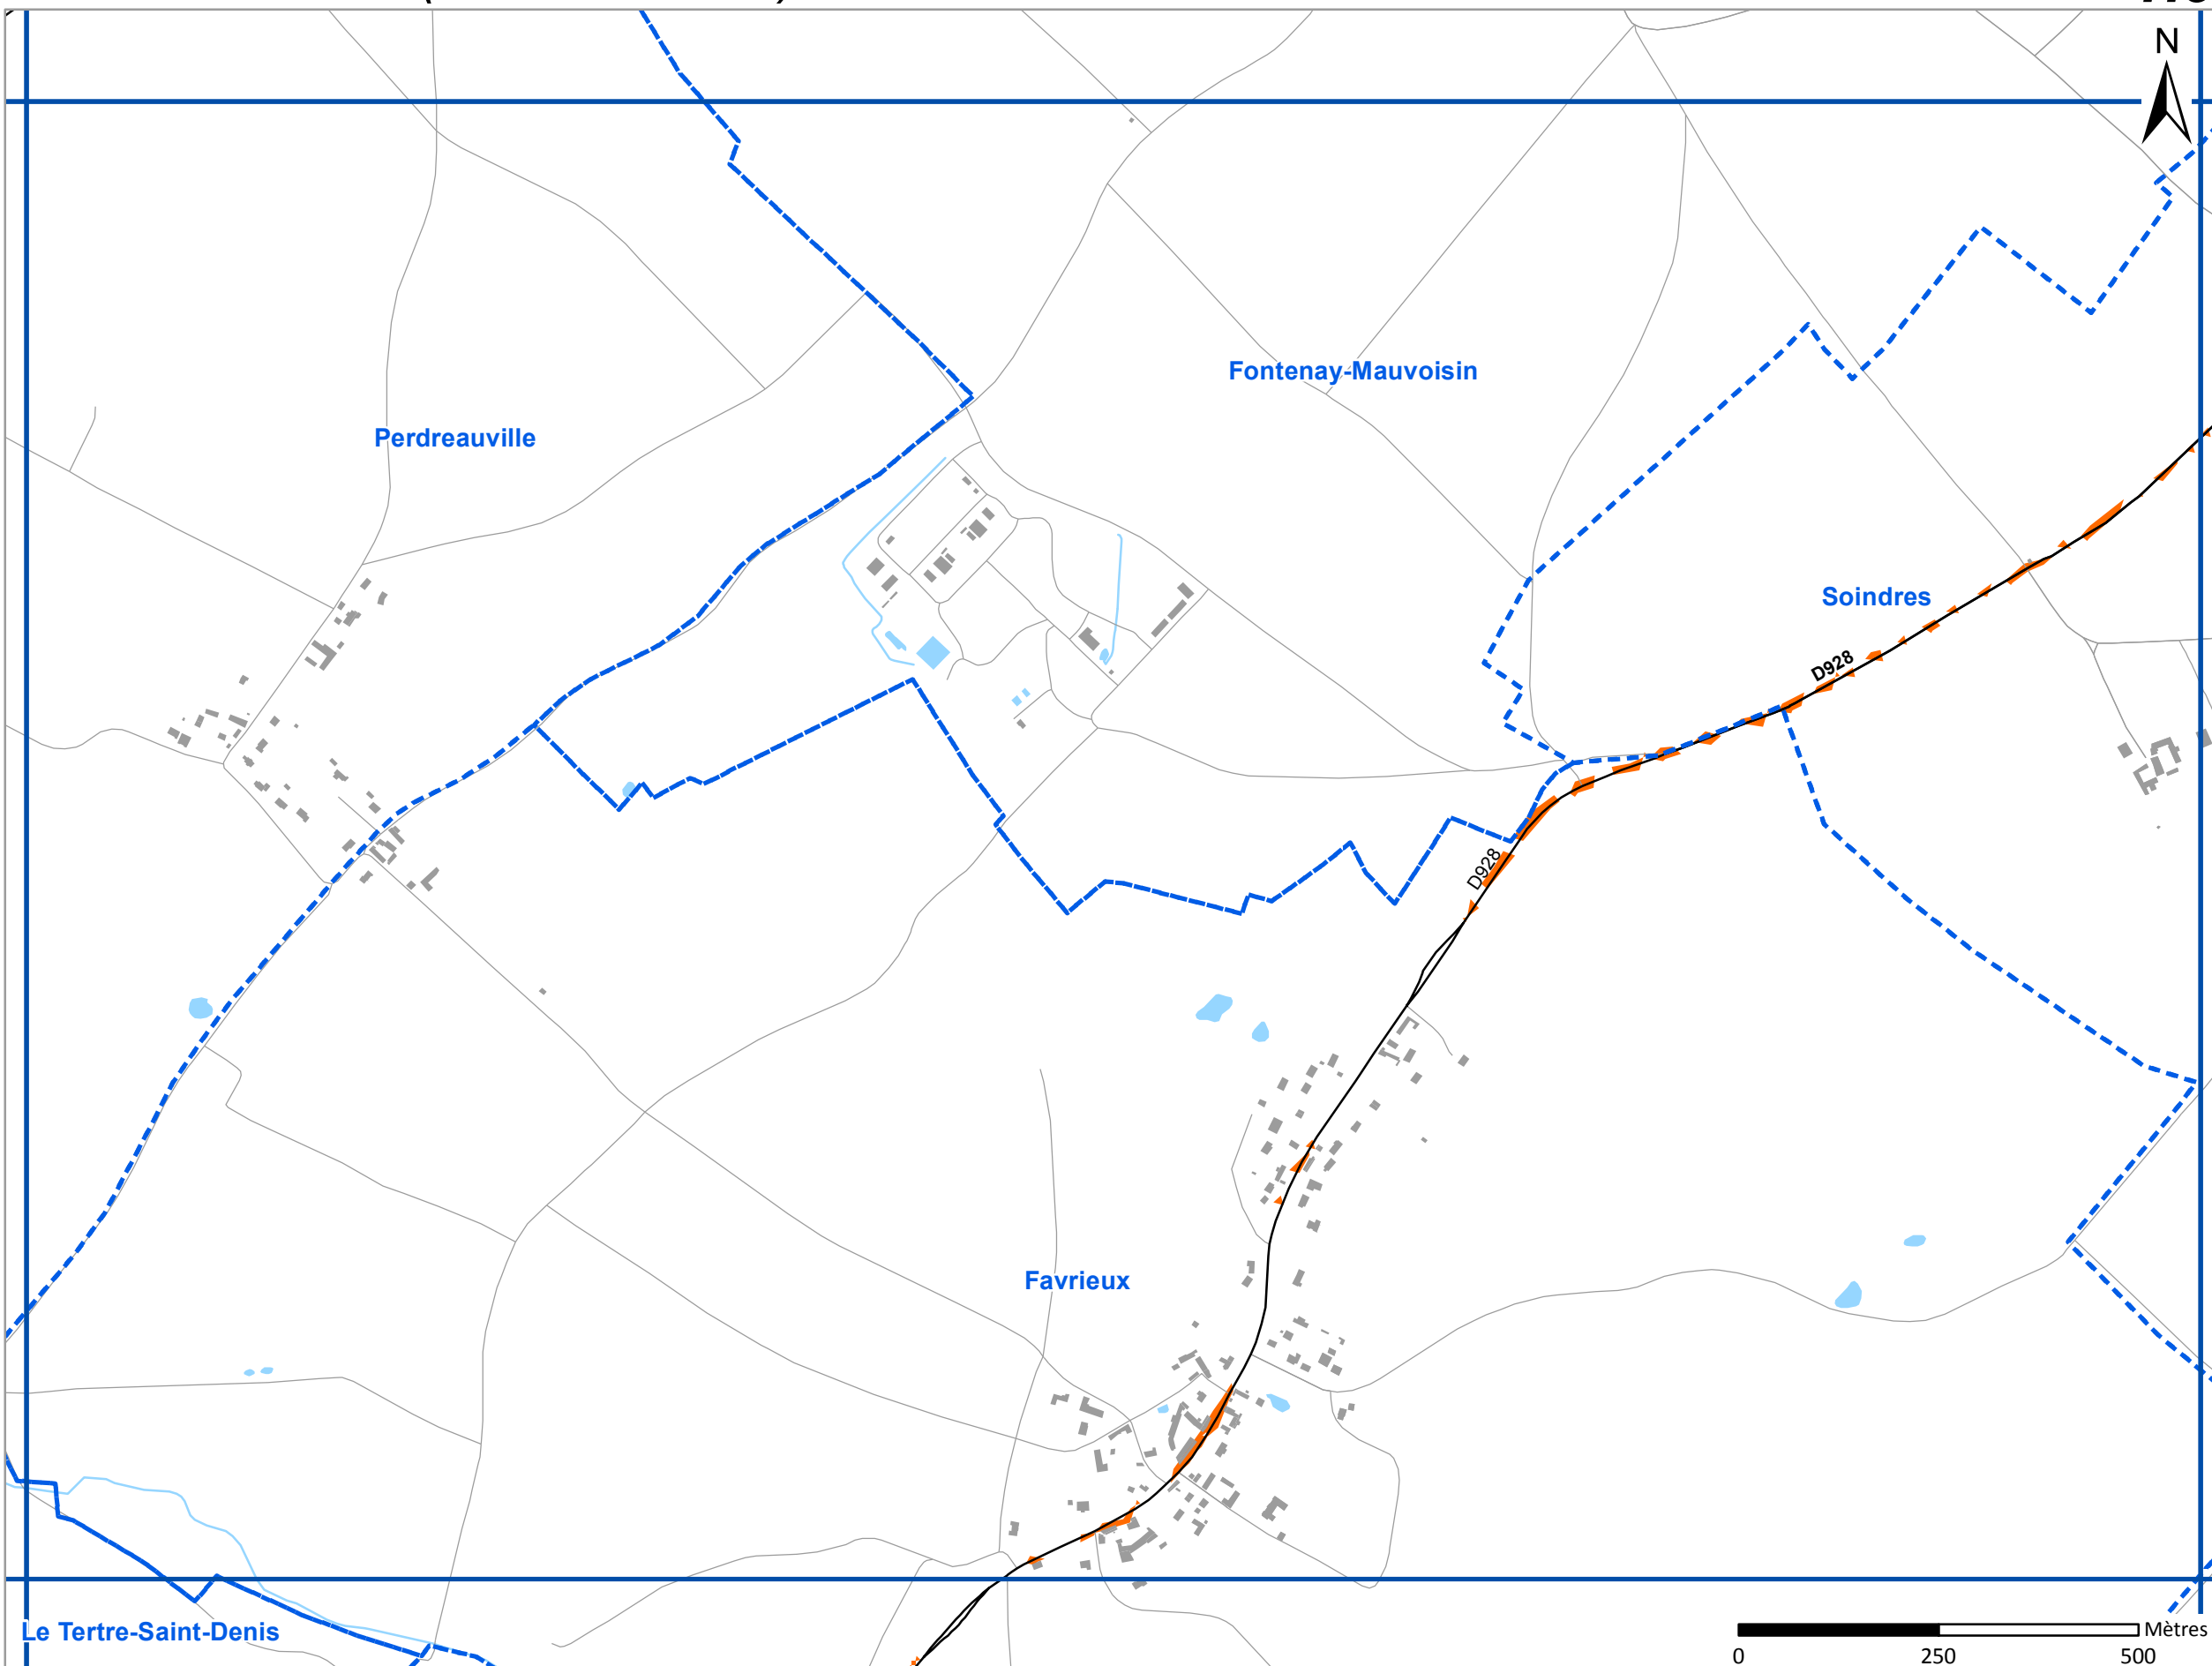 N
Fontenay-Mauvoisin
Perdreauville
Soindres
D928
D928
Favrieux
Le Tertre-Saint-Denis
Mètres
0 250 500